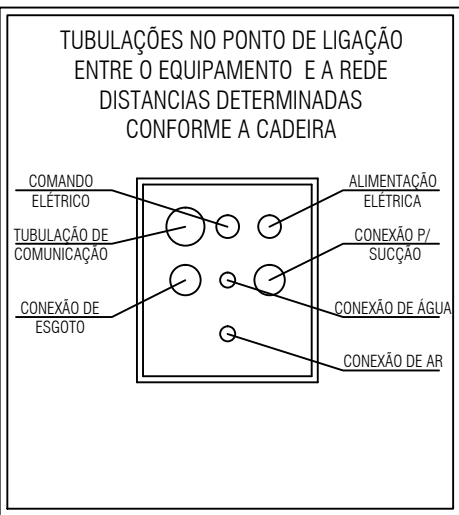 TUBULAÇÕES NO PONTO DE LIGAÇÃO
ENTRE O EQUIPAMENTO E A REDE
DISTANCIAS DETERMINADAS
CONFORME A CADEIRA
COMANDO
ELÉTRICO
ALIMENTAÇÃO
ELÉTRICA
TUBULAÇÃO DE
COMUNICAÇÃO
CONEXÃO P/
SUCÇÃO
CONEXÃO DE
ESGOTO
CONEXÃO DE ÁGUA
CONEXÃO DE AR